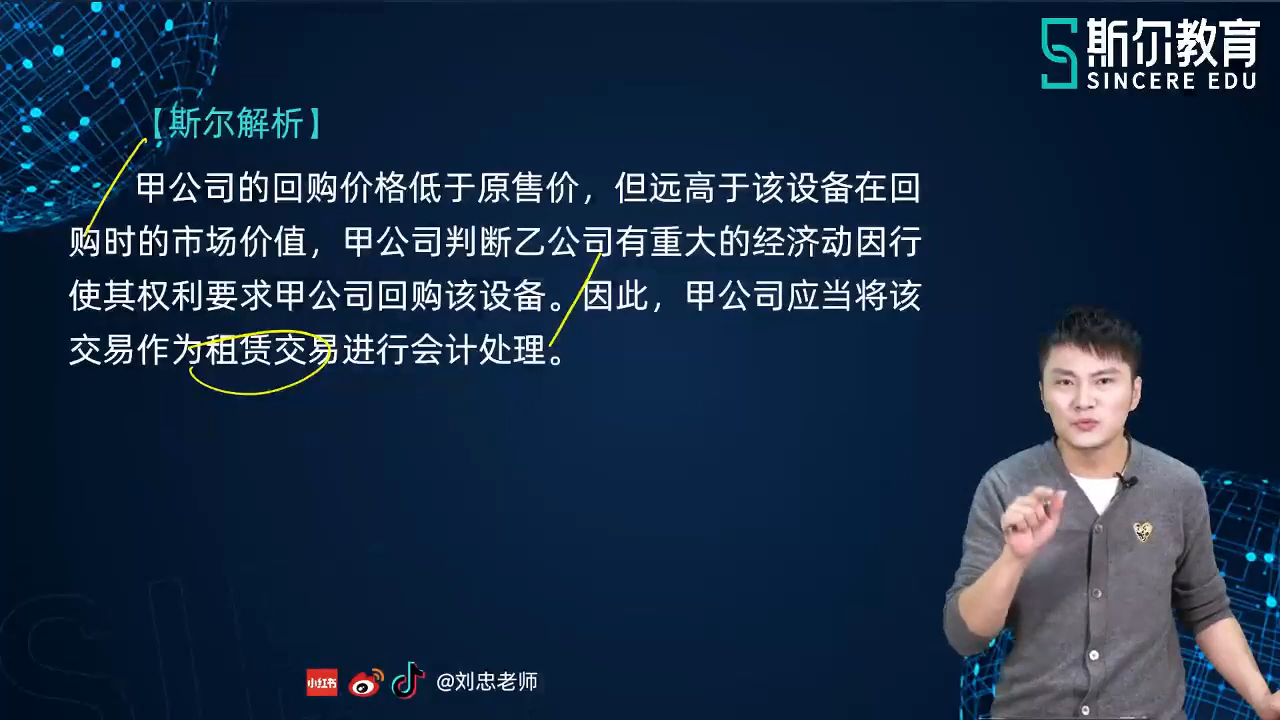 斯尔教育
SINCERE EDU
【斯尔解析】
甲公司的回购价格低于原售价，但远高于该设备在回
购时的市场价值，甲公司判断乙公司有重大的经济动因行
使其权利要求甲公司回购该设备。因此，甲公司应当将该
交易作为租赁交易进行会计处理。
小红书 @刘忠老师